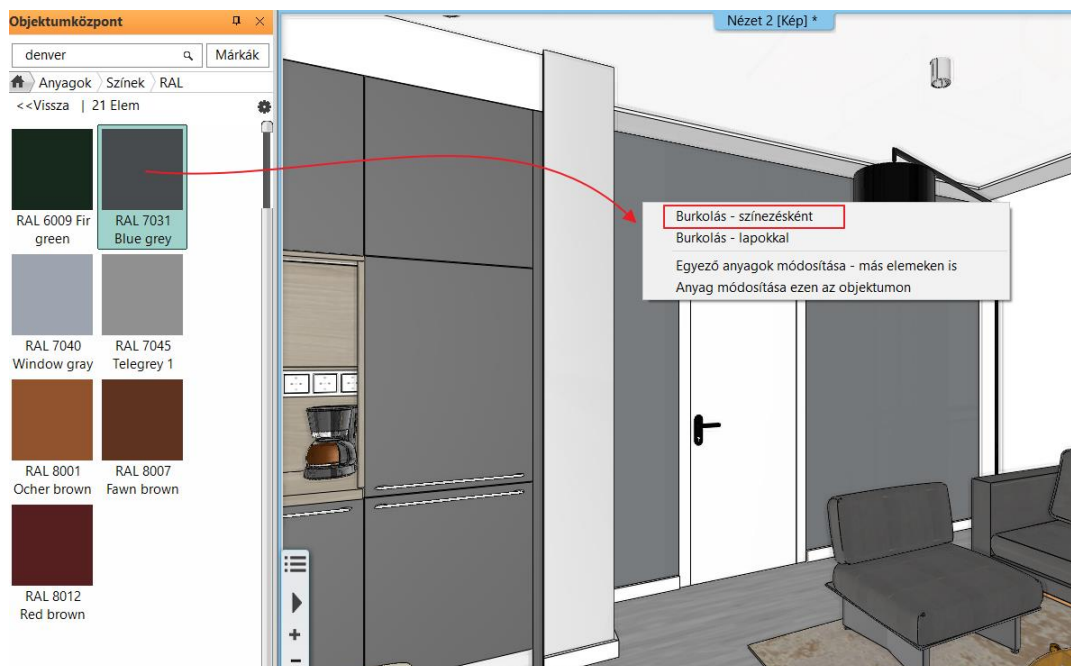 Objektumközpont
denver
Márkák
Anyagok
Színek
RAL
<<Vissza | 21 Elem
RAL 6009 Fir
green
RAL 7031
Blue grey
RAL 7040
Window gray
RAL 7045
Telegrey 1
RAL 8001
Ocher brown
RAL 8007
Fawn brown
RAL 8012
Red brown
Nézet 2 [Kép] *
Burkolás - színezésként
Burkolás - lapokkal
Egyező anyagok módosítása - más elemeken is
Anyag módosítása ezen az objektumon